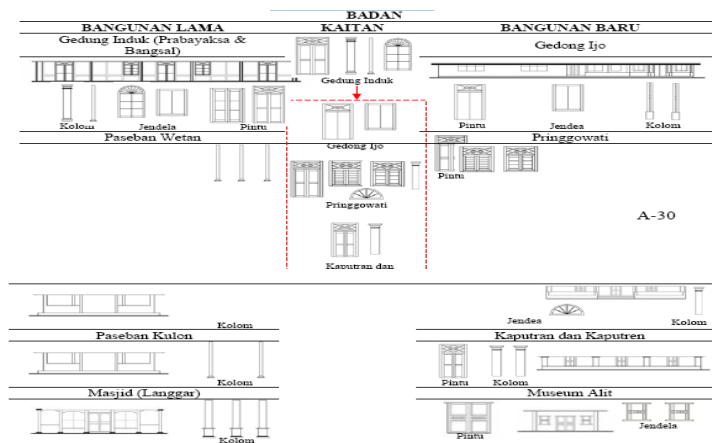 BADAN
BANGUNAN LAMA KAITAN BANGUNAN BARU
Gedung Induk (Prabayaksa &
Bangsal)
Gedong Ijo
Gedung Induk
Kolom Jendela Pintu
Pintu Jendea Kolom
Paseban Wetan
Gedong Ijo
Pringgowati
Pintu
Pringgowati
A-30
Kaputran dan
Kolom
Jendea Kolom
Paseban Kulon
Kaputran dan Kaputren
Kolom
Pintu Kolom
Masjid (Langgar)
Museum Alit
Kolom
Pintu
Jendela